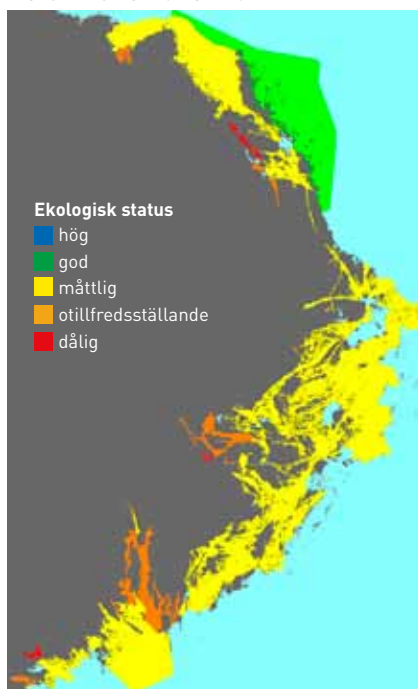 Ekologisk status
hög
god
måttlig
otillfredsställande
dålig